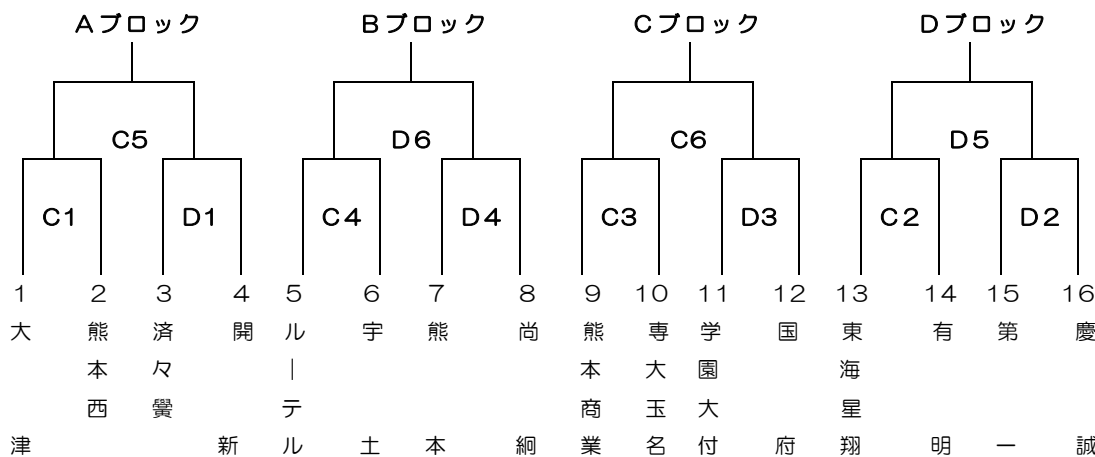 Aブロック Bブロック Cブロック Dブロック
C5 D6 C6 D5
C1 D1 C4 D4 C3 D3 C2 D2
1 2 3 4 5 6 7 8 9 10 11 12 13 14 15 16
大津
熊本西
済々黌
開新
ルーテル
宇土
熊本
尚絅
熊本商業
専大玉名
学園大付
国府
東海星翔
有明
第一
慶誠